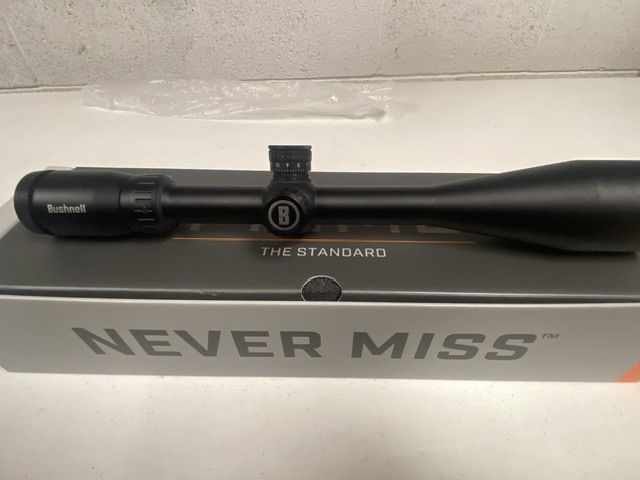 Bushnell
B
THE STANDARD
NEVER MISS™